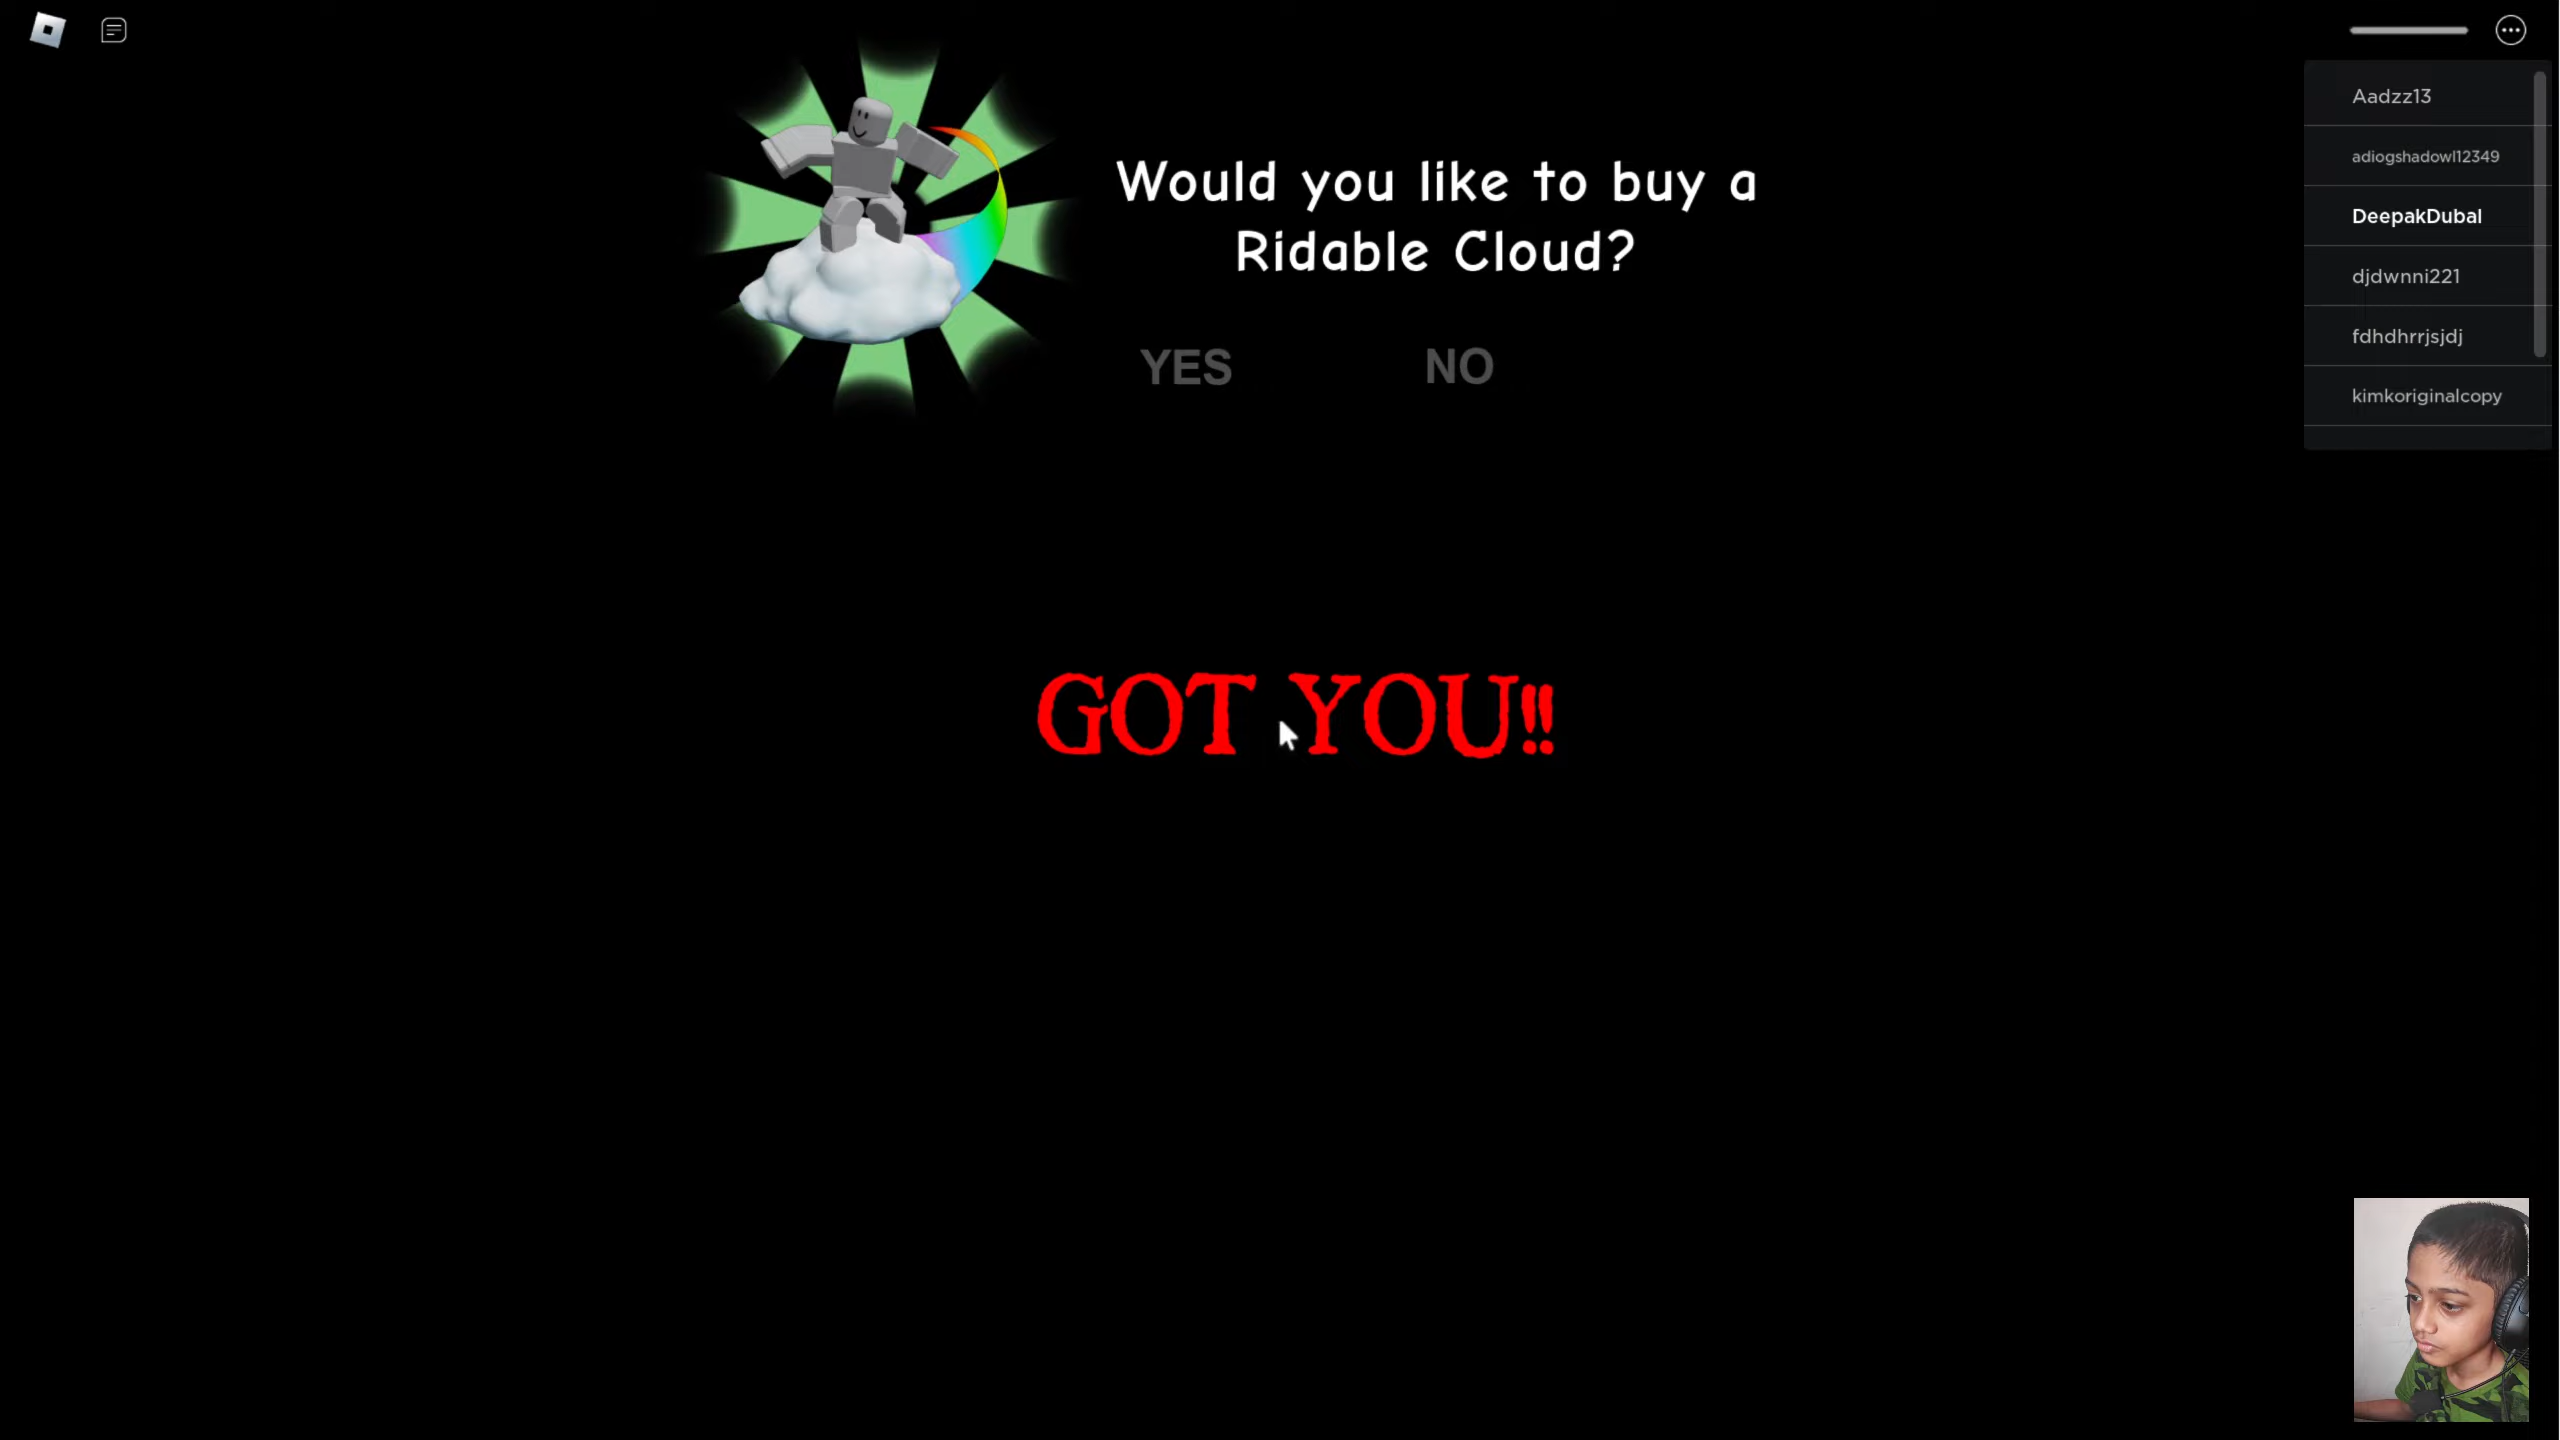 Would you like to buy a
Ridable Cloud?
YES
NO
GOT YOU!!
Aadzz13
adiogshadowl12349
DeepakDubal
djdwnni221
fdhdhrrjsjdj
kimkoriginalcopy